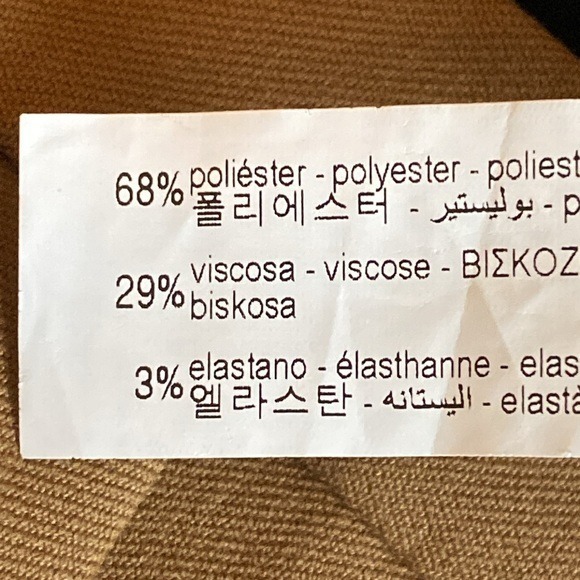 68% poliéster - polyester - poliest
폴리에스터 - بوليستير - p
29% viscosa - viscose - ΒΙΣΚΟΖ
biskosa
3% elastano - élasthanne - elas
엘라스탄 - اليستانه - elastà